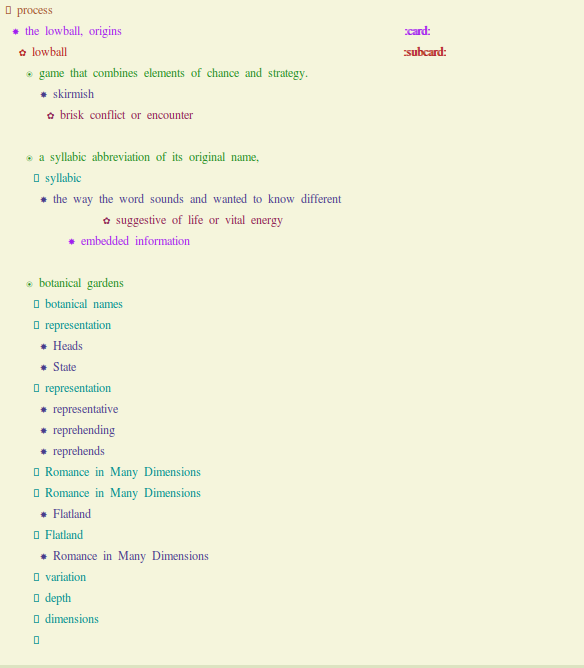 process
the lowball, origins :card:
lowball :subcard:
game that combines elements of chance and strategy.
skirmish
brisk conflict or encounter
a syllabic abbreviation of its original name,
syllabic
the way the word sounds and wanted to know different
suggestive of life or vital energy
embedded information
botanical gardens
botanical names
representation
Heads
State
representation
representative
reprehending
reprehends
Romance in Many Dimensions
Romance in Many Dimensions
Flatland
Flatland
Romance in Many Dimensions
variation
depth
dimensions